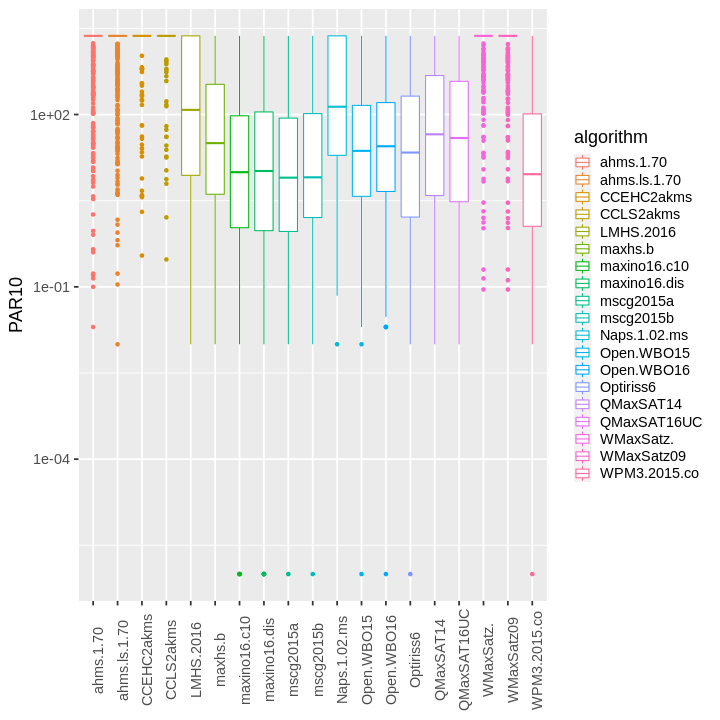 PAR10
1e+02
1e-01
1e-04
ahms.1.70
ahms.ls.1.70
CCEHC2akms
CCLS2akms
LMHS.2016
maxhs.b
maxino16.c10
maxino16.dis
mscg2015a
mscg2015b
Naps.1.02.ms
Open.WBO15
Open.WBO16
Optiriss6
QMaxSAT14
QMaxSAT16UC
WMaxSatz.
WMaxSatz09
WPM3.2015.co
algorithm
ahms.1.70
ahms.ls.1.70
CCEHC2akms
CCLS2akms
LMHS.2016
maxhs.b
maxino16.c10
maxino16.dis
mscg2015a
mscg2015b
Naps.1.02.ms
Open.WBO15
Open.WBO16
Optiriss6
QMaxSAT14
QMaxSAT16UC
WMaxSatz.
WMaxSatz09
WPM3.2015.co